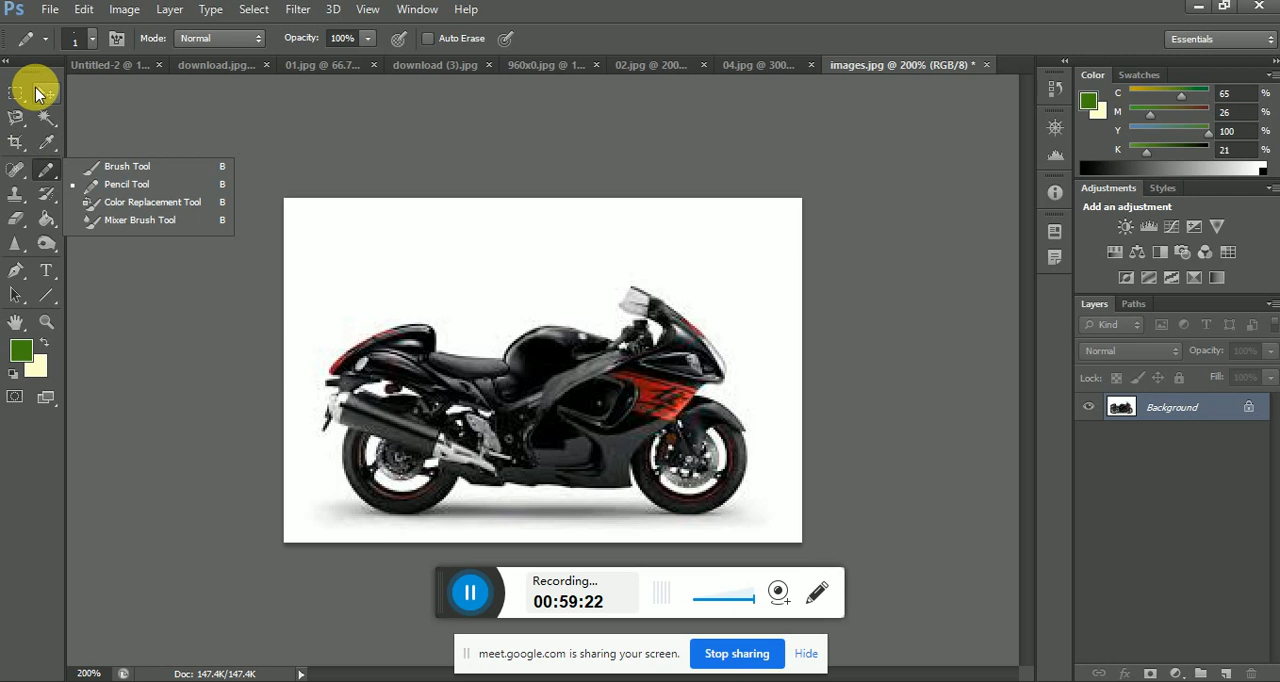 Ps File Edit Image Layer Type Select Filter 3D View Window Help
1 Mode: Normal Opacity: 100% Auto Erase Essentials
Untitled-2 @ 1... × download.jpg... × 01.jpg @ 66.7... × download (3).jpg × 960x0.jpg @ 1... × 02.jpg @ 200... × 04.jpg @ 300... × images.jpg @ 200% (RGB/8) * ×
Color Swatches
C 65 %
M 26 %
Y 100 %
K 21 %
Brush Tool B
Pencil Tool B
Color Replacement Tool B
Mixer Brush Tool B
T
Adjustments Styles
Add an adjustment
Layers Paths
Kind T
Normal Opacity: 100%
Lock: Fill: 100%
Background
fx
Recording...
00:59:22
meet.google.com is sharing your screen. Stop sharing Hide
200% Doc: 147.4K/147.4K